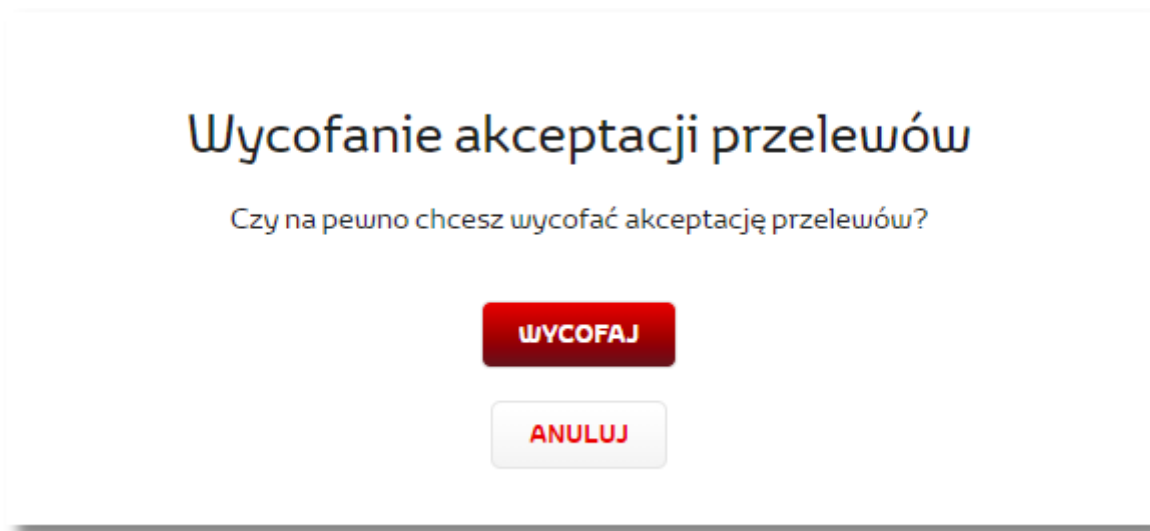 Wycofanie akceptacji przelewów
Czy na pewno chcesz wycofać akceptację przelewów?
WYCOFAJ
ANULUJ